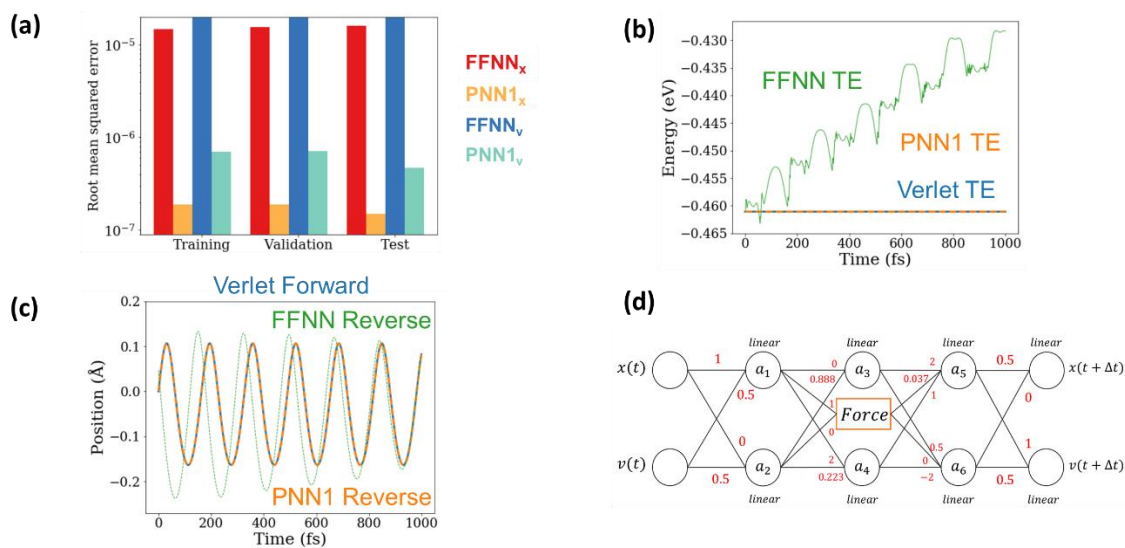 (a)
10⁻⁵
10⁻⁶
10⁻⁷
Root mean squared error
Training Validation Test
FFNNₓ
PNN1ₓ
FFNNᵥ
PNN1ᵥ
(b)
−0.430
−0.435
−0.440
−0.445
−0.450
−0.455
−0.460
−0.465
Energy (eV)
FFNN TE
PNN1 TE
Verlet TE
0 200 400 600 800 1000
Time (fs)
(c)
Verlet Forward
FFNN Reverse
PNN1 Reverse
0.2
0.1
0.0
−0.1
−0.2
Position (Å)
0 200 400 600 800 1000
Time (fs)
(d)
linear linear linear linear
x(t) 1 a₁ 0 a₃ 2 a₅ 0.5 x(t + Δt)
0.888 0.037
0.5 1 1 0
Force
0 0 0.5 1
v(t) 0.5 a₂ 2 a₄ 0 a₆ 0.5 v(t + Δt)
0.223 −2
linear linear linear linear